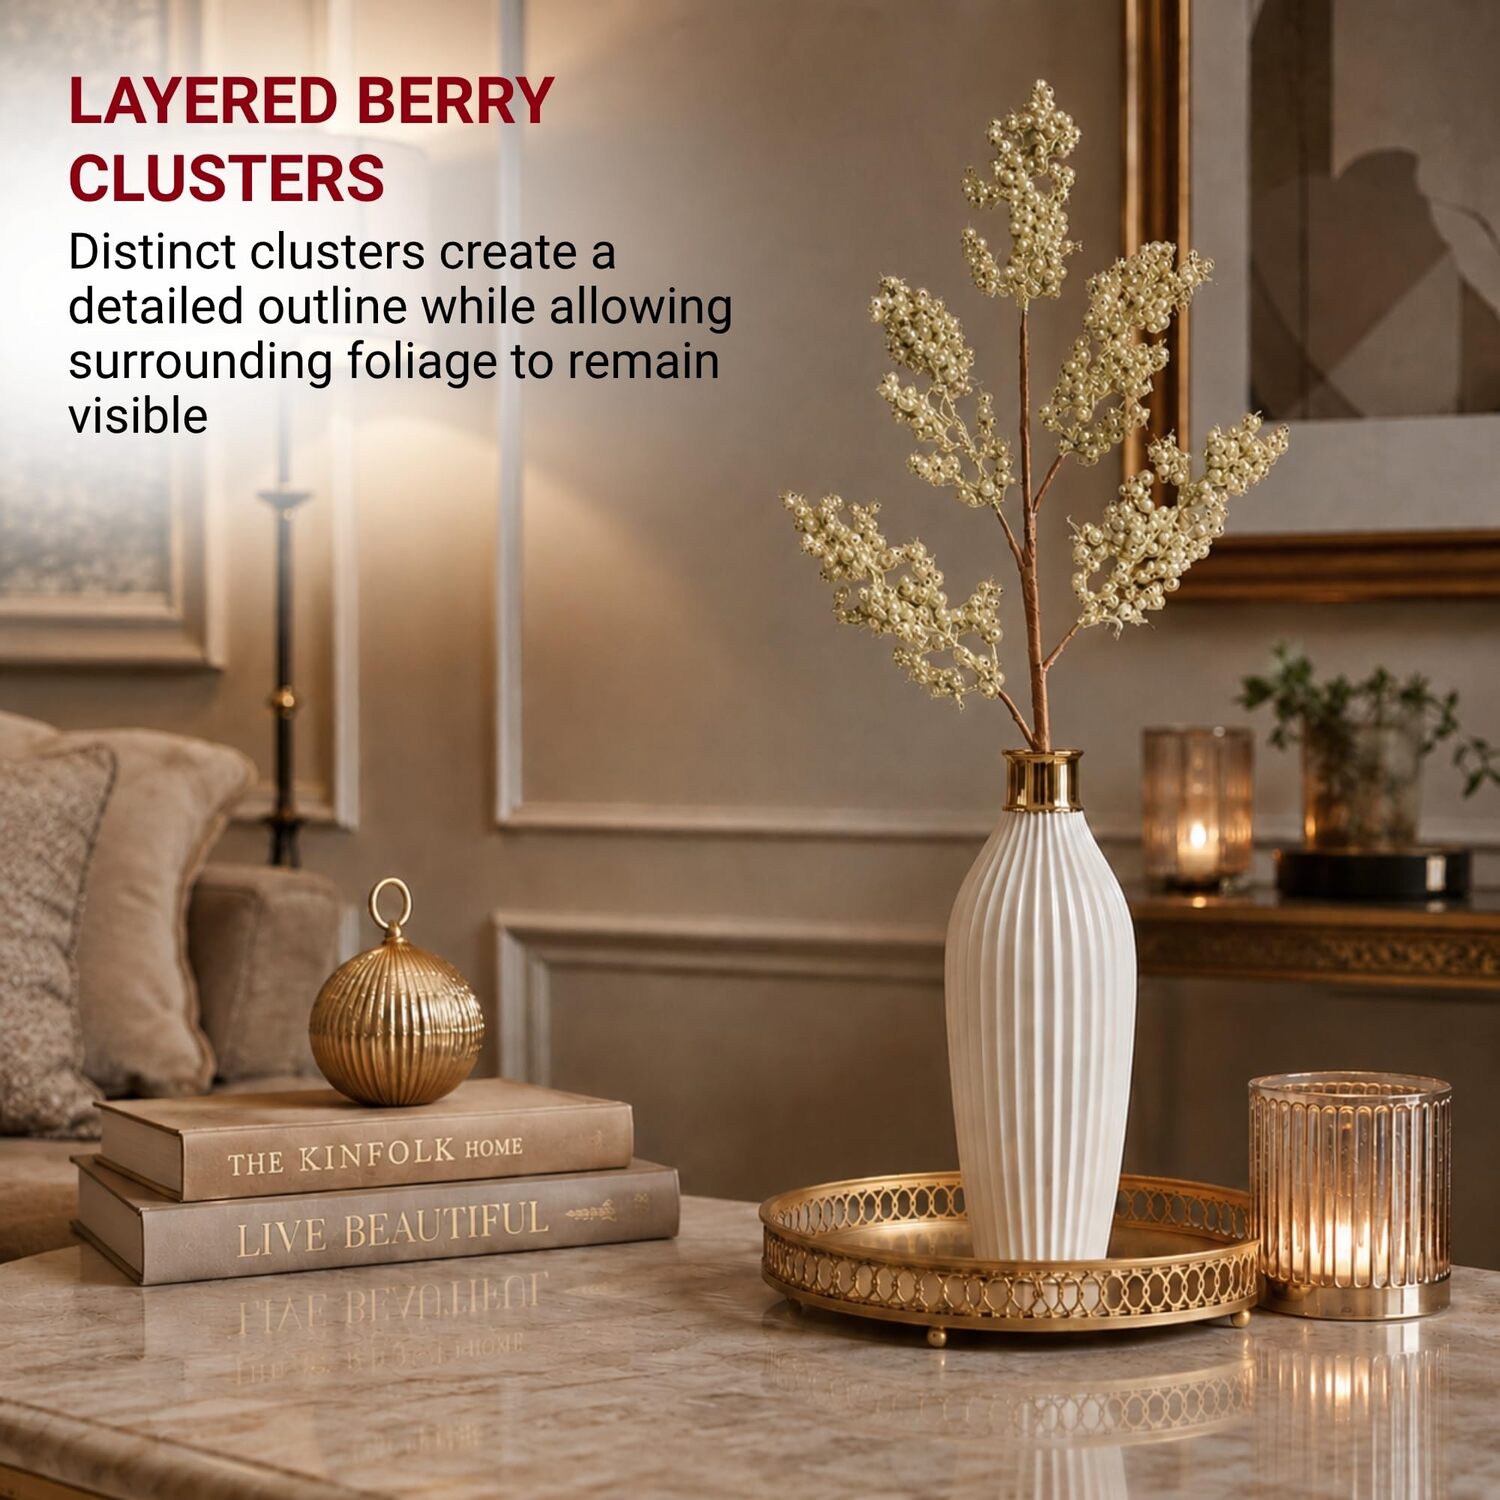 LAYERED BERRY
CLUSTERS
Distinct clusters create a
detailed outline while allowing
surrounding foliage to remain
visible
THE KINFOLK HOME
LIVE BEAUTIFUL